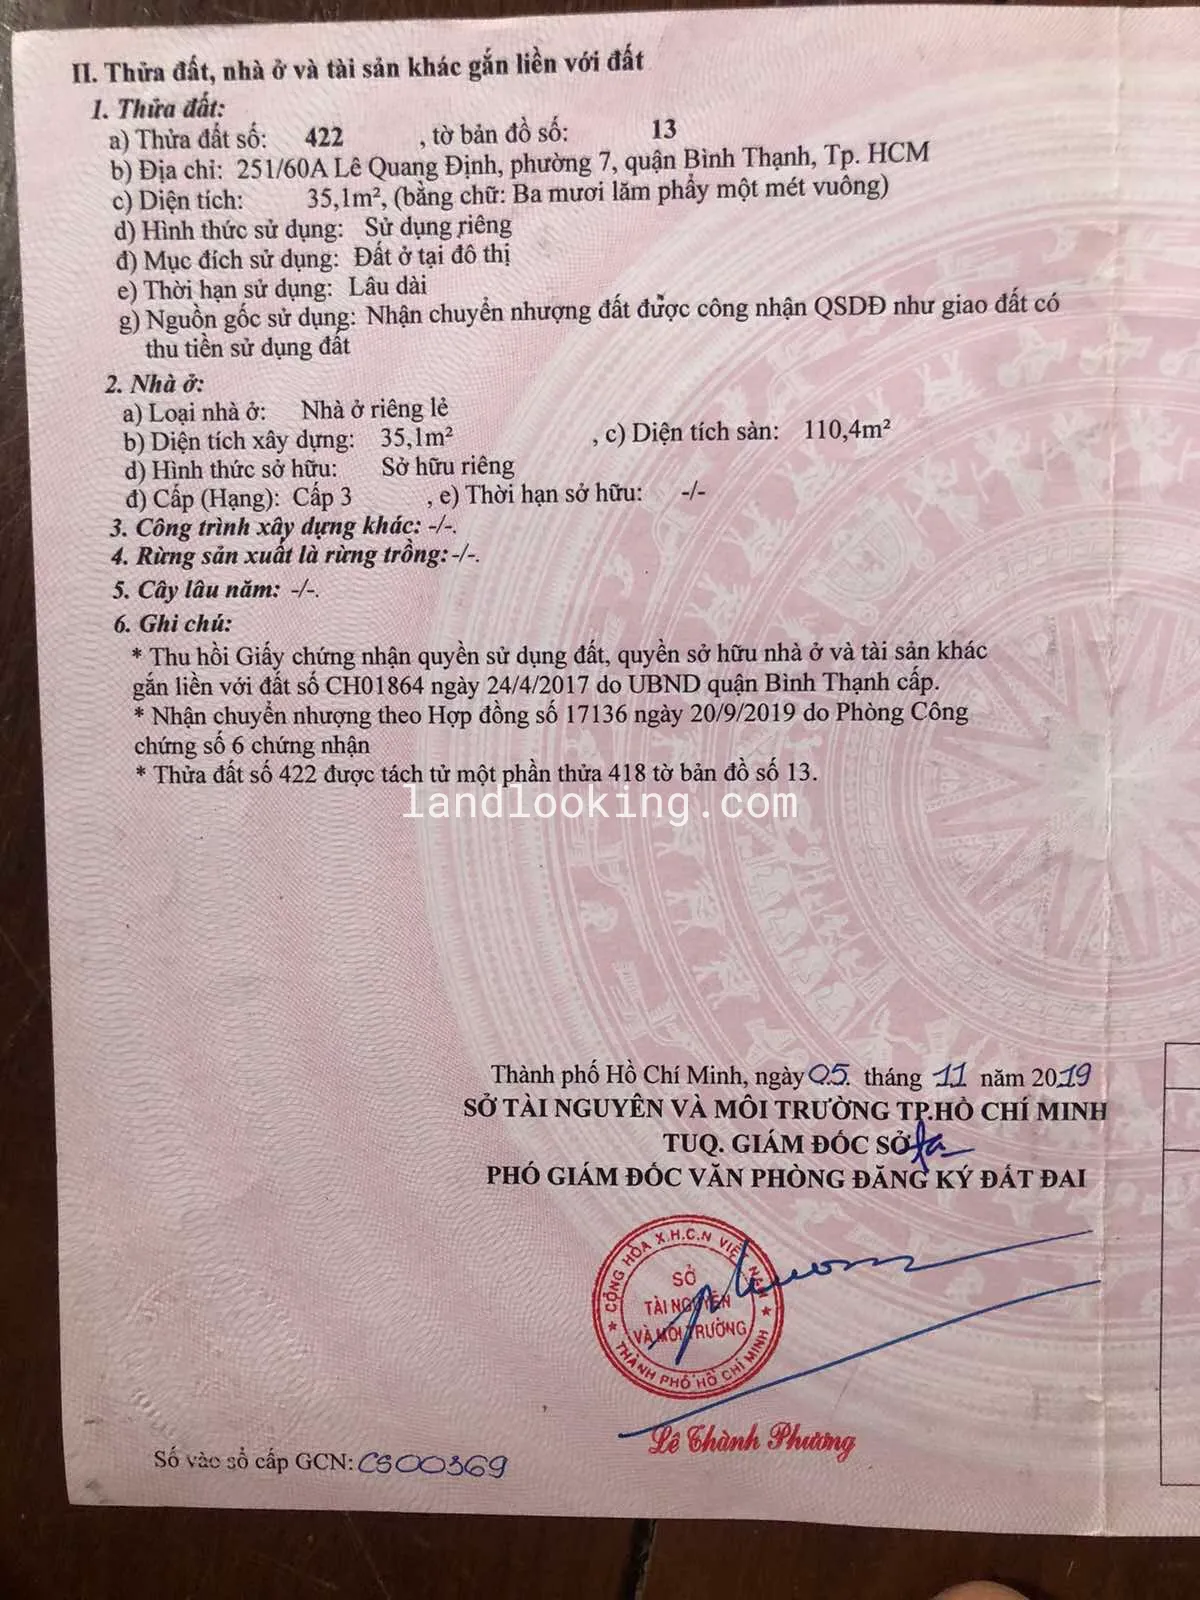 II. Thửa đất, nhà ở và tài sản khác gắn liền với đất
1. Thửa đất:
a) Thửa đất số: 422 , tờ bản đồ số: 13
b) Địa chỉ: 251/60A Lê Quang Định, phường 7, quận Bình Thạnh, Tp. HCM
c) Diện tích: 35,1m², (bằng chữ: Ba mươi lăm phẩy một mét vuông)
d) Hình thức sử dụng: Sử dụng riêng
đ) Mục đích sử dụng: Đất ở tại đô thị
e) Thời hạn sử dụng: Lâu dài
g) Nguồn gốc sử dụng: Nhận chuyển nhượng đất được công nhận QSDĐ như giao đất có
thu tiền sử dụng đất
2. Nhà ở:
a) Loại nhà ở: Nhà ở riêng lẻ
b) Diện tích xây dựng: 35,1m² , c) Diện tích sàn: 110,4m²
d) Hình thức sở hữu: Sở hữu riêng
đ) Cấp (Hạng): Cấp 3 , e) Thời hạn sở hữu: -/-
3. Công trình xây dựng khác: -/-.
4. Rừng sản xuất là rừng trồng: -/-.
5. Cây lâu năm: -/-.
6. Ghi chú:
* Thu hồi Giấy chứng nhận quyền sử dụng đất, quyền sở hữu nhà ở và tài sản khác
gắn liền với đất số CH01864 ngày 24/4/2017 do UBND quận Bình Thạnh cấp.
* Nhận chuyển nhượng theo Hợp đồng số 17136 ngày 20/9/2019 do Phòng Công
chứng số 6 chứng nhận
* Thửa đất số 422 được tách từ một phần thửa 418 tờ bản đồ số 13.
landlooking.com
Thành phố Hồ Chí Minh, ngày 05. tháng 11 năm 2019
SỞ TÀI NGUYÊN VÀ MÔI TRƯỜNG TP.HỒ CHÍ MINH
TUQ. GIÁM ĐỐC SỞ
PHÓ GIÁM ĐỐC VĂN PHÒNG ĐĂNG KÝ ĐẤT ĐAI
CỘNG HÒA X.H.C.N VIỆT NAM
SỞ
TÀI NGUYÊN
VÀ MÔI TRƯỜNG
THÀNH PHỐ HỒ CHÍ MINH
Lê Thành Phương
Số vào sổ cấp GCN: CS00369